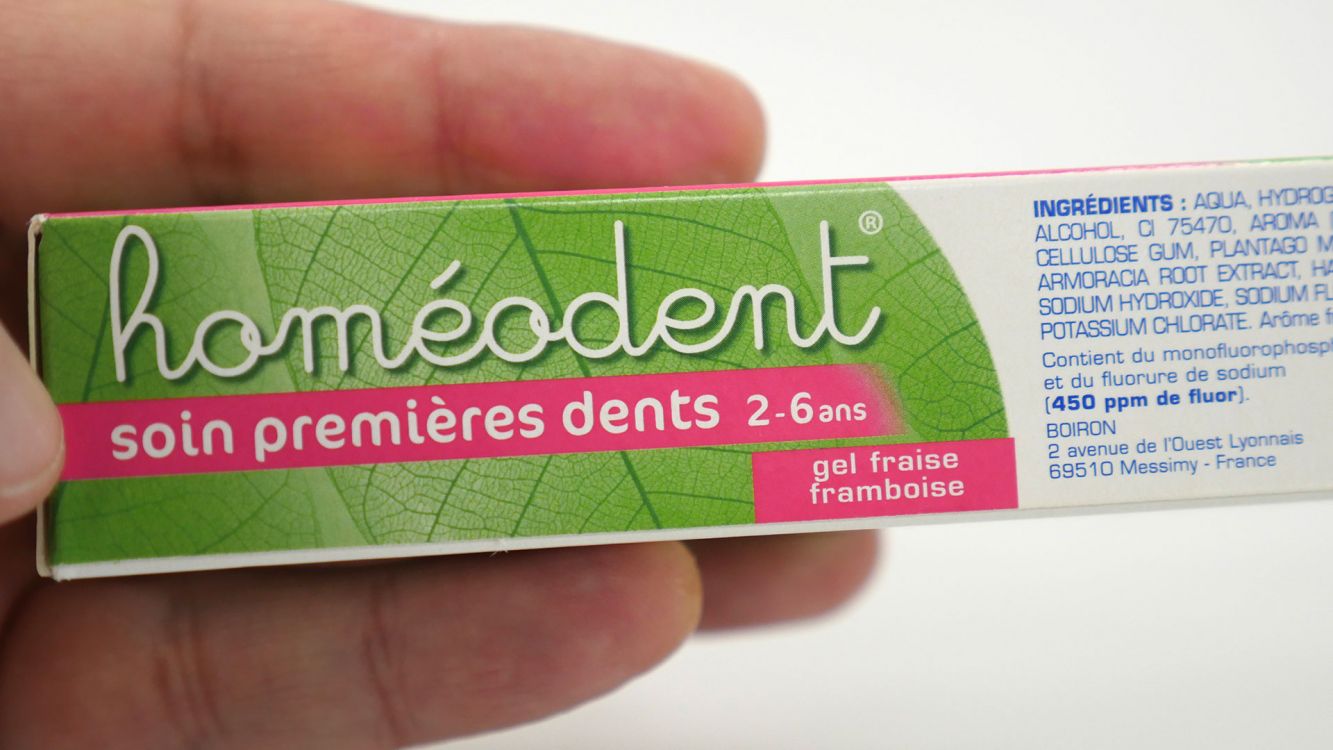 homéodent®
soin premières dents 2-6 ans
gel fraise
framboise
INGRÉDIENTS : AQUA,
ALCOHOL, CI 75470, AROMA
CELLULOSE GUM, PLANTAGO
ARMORACIA ROOT EXTRACT,
SODIUM HYDROXIDE, SODIUM
POTASSIUM CHLORATE. Arôme
Contient du
et du fluorure de sodium
(450 ppm de fluor).
BOIRON
2 avenue de l'Ouest Lyonnais
69510 Messimy - France